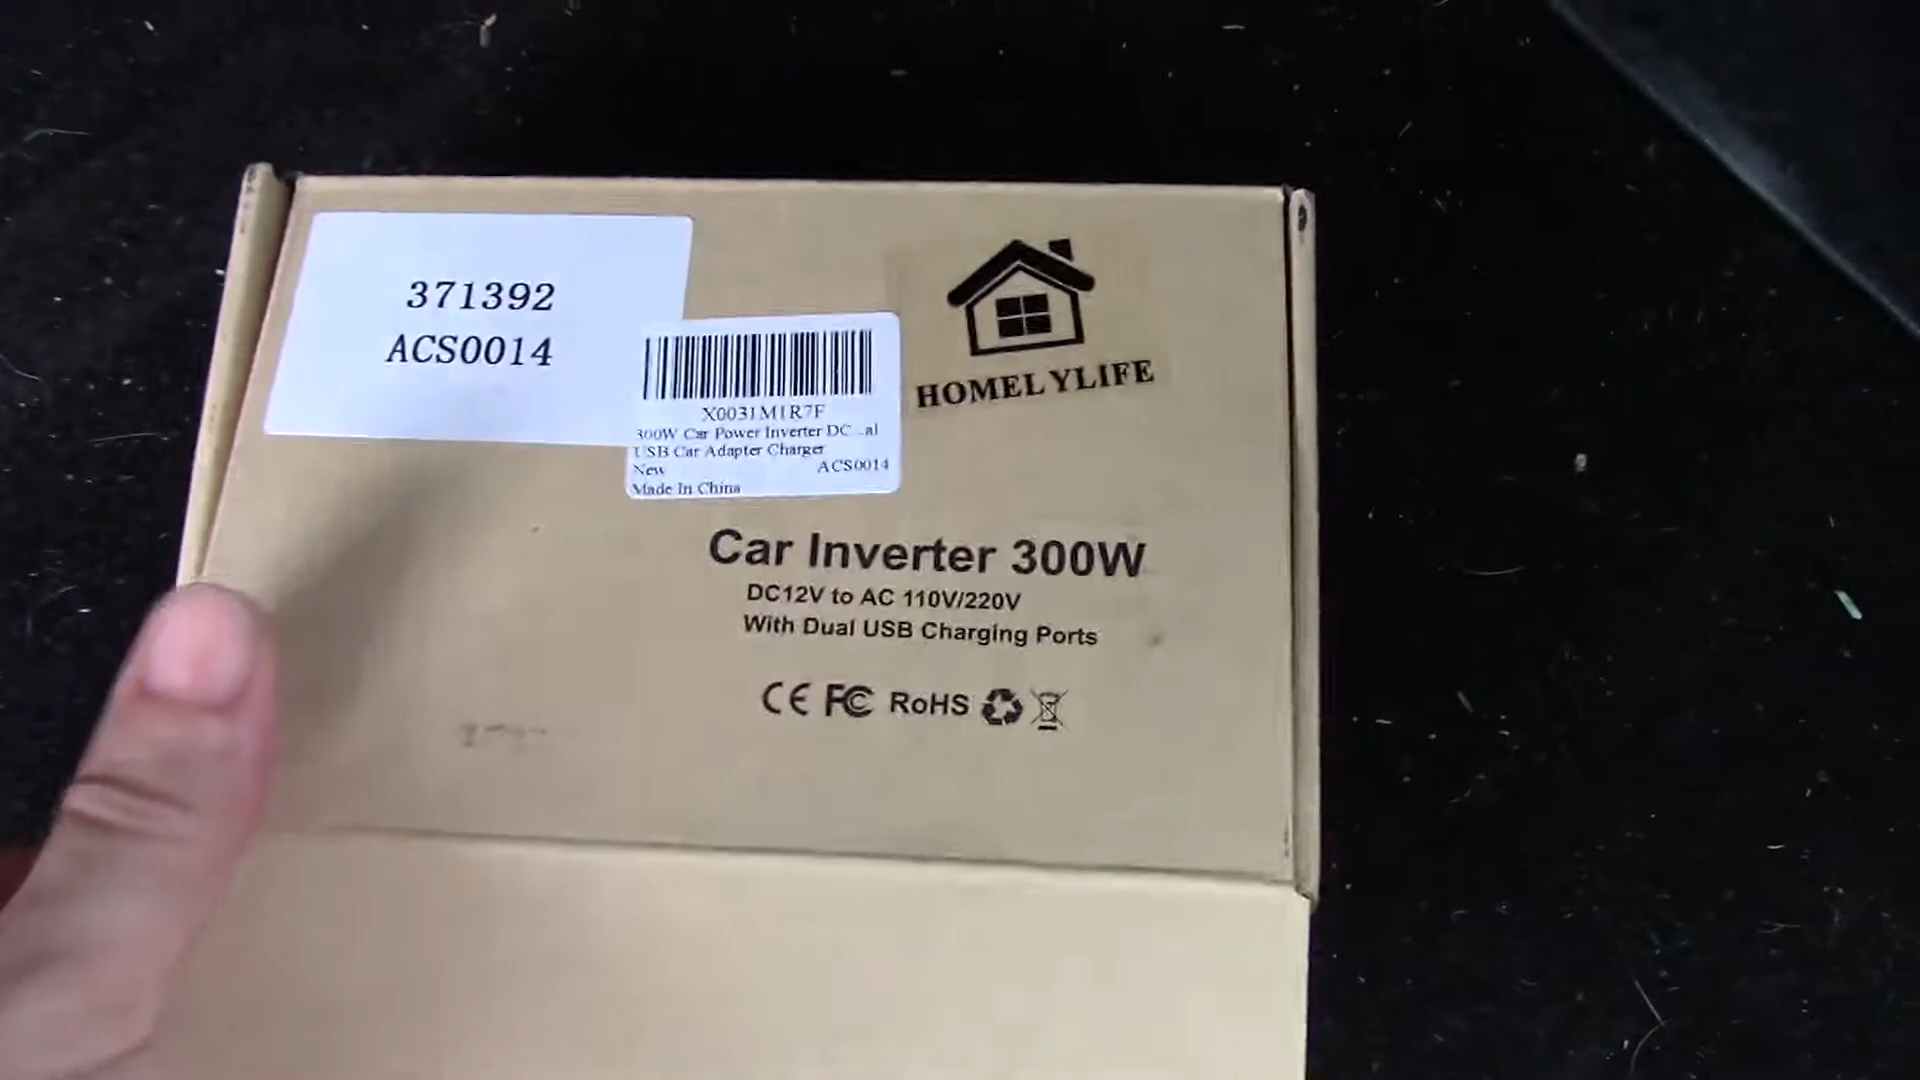 371392
ACS0014
X0031M1R7F
300W Car Power Inverter DC...al
USB Car Adapter Charger
New ACS0014
Made In China
HOMELYLIFE
Car Inverter 300W
DC12V to AC 110V/220V
With Dual USB Charging Ports
CE FC RoHS